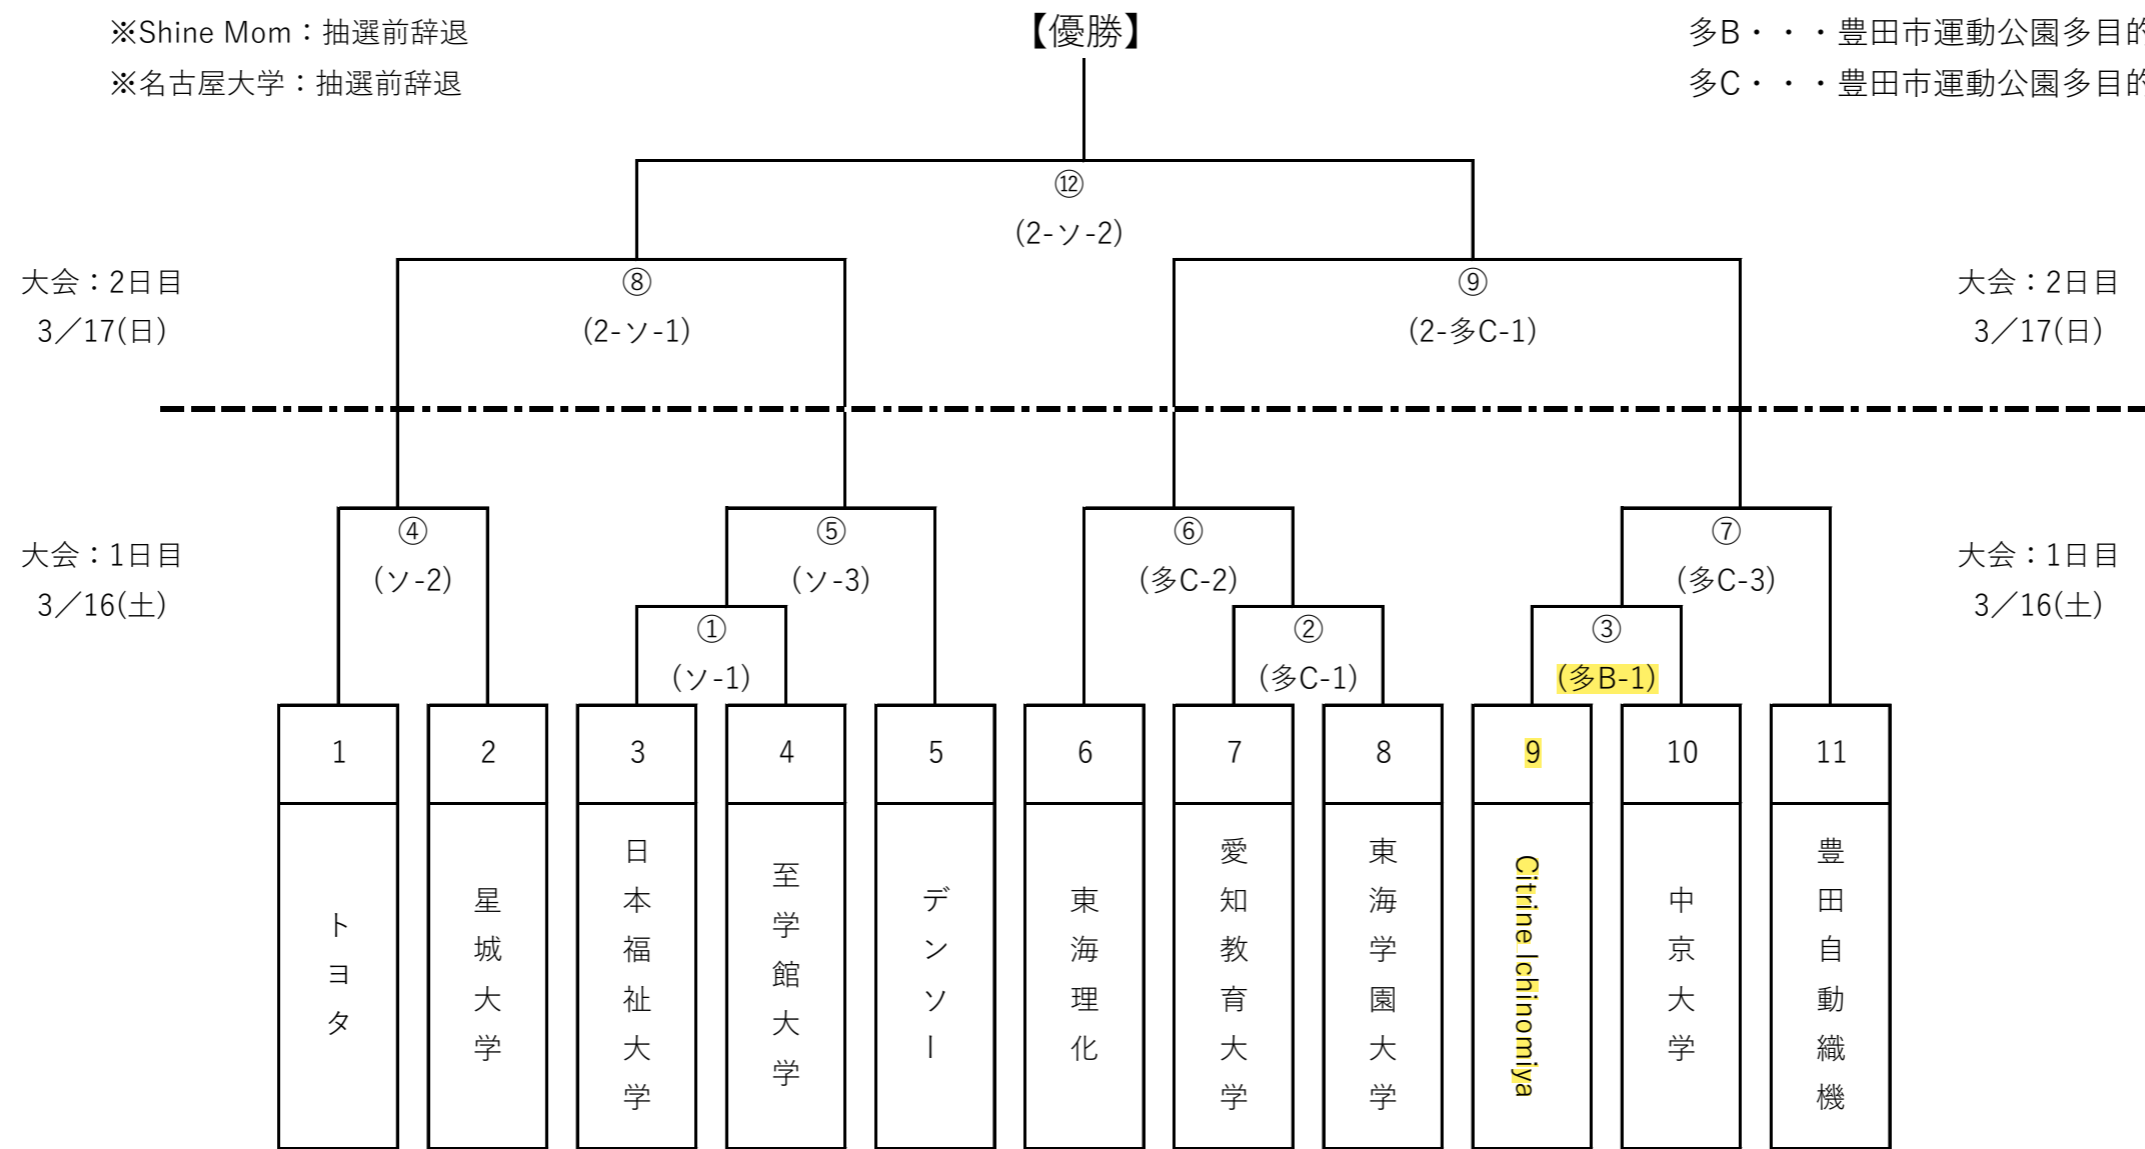 ※Shine Mom：抽選前辞退
※名古屋大学：抽選前辞退
【優勝】
多B・・・豊田市運動公園多目的
多C・・・豊田市運動公園多目的
⑫
(2-ソ-2)
大会：2日目
3／17(日)
⑧
(2-ソ-1)
⑨
(2-多C-1)
大会：2日目
3／17(日)
大会：1日目
3／16(土)
④
(ソ-2)
⑤
(ソ-3)
⑥
(多C-2)
⑦
(多C-3)
大会：1日目
3／16(土)
①
(ソ-1)
②
(多C-1)
③
(多B-1)
1
2
3
4
5
6
7
8
9
10
11
トヨタ
星城大学
日本福祉大学
至学館大学
デンソー
東海理化
愛知教育大学
東海学園大学
Citrine Ichinomiya
中京大学
豊田自動織機